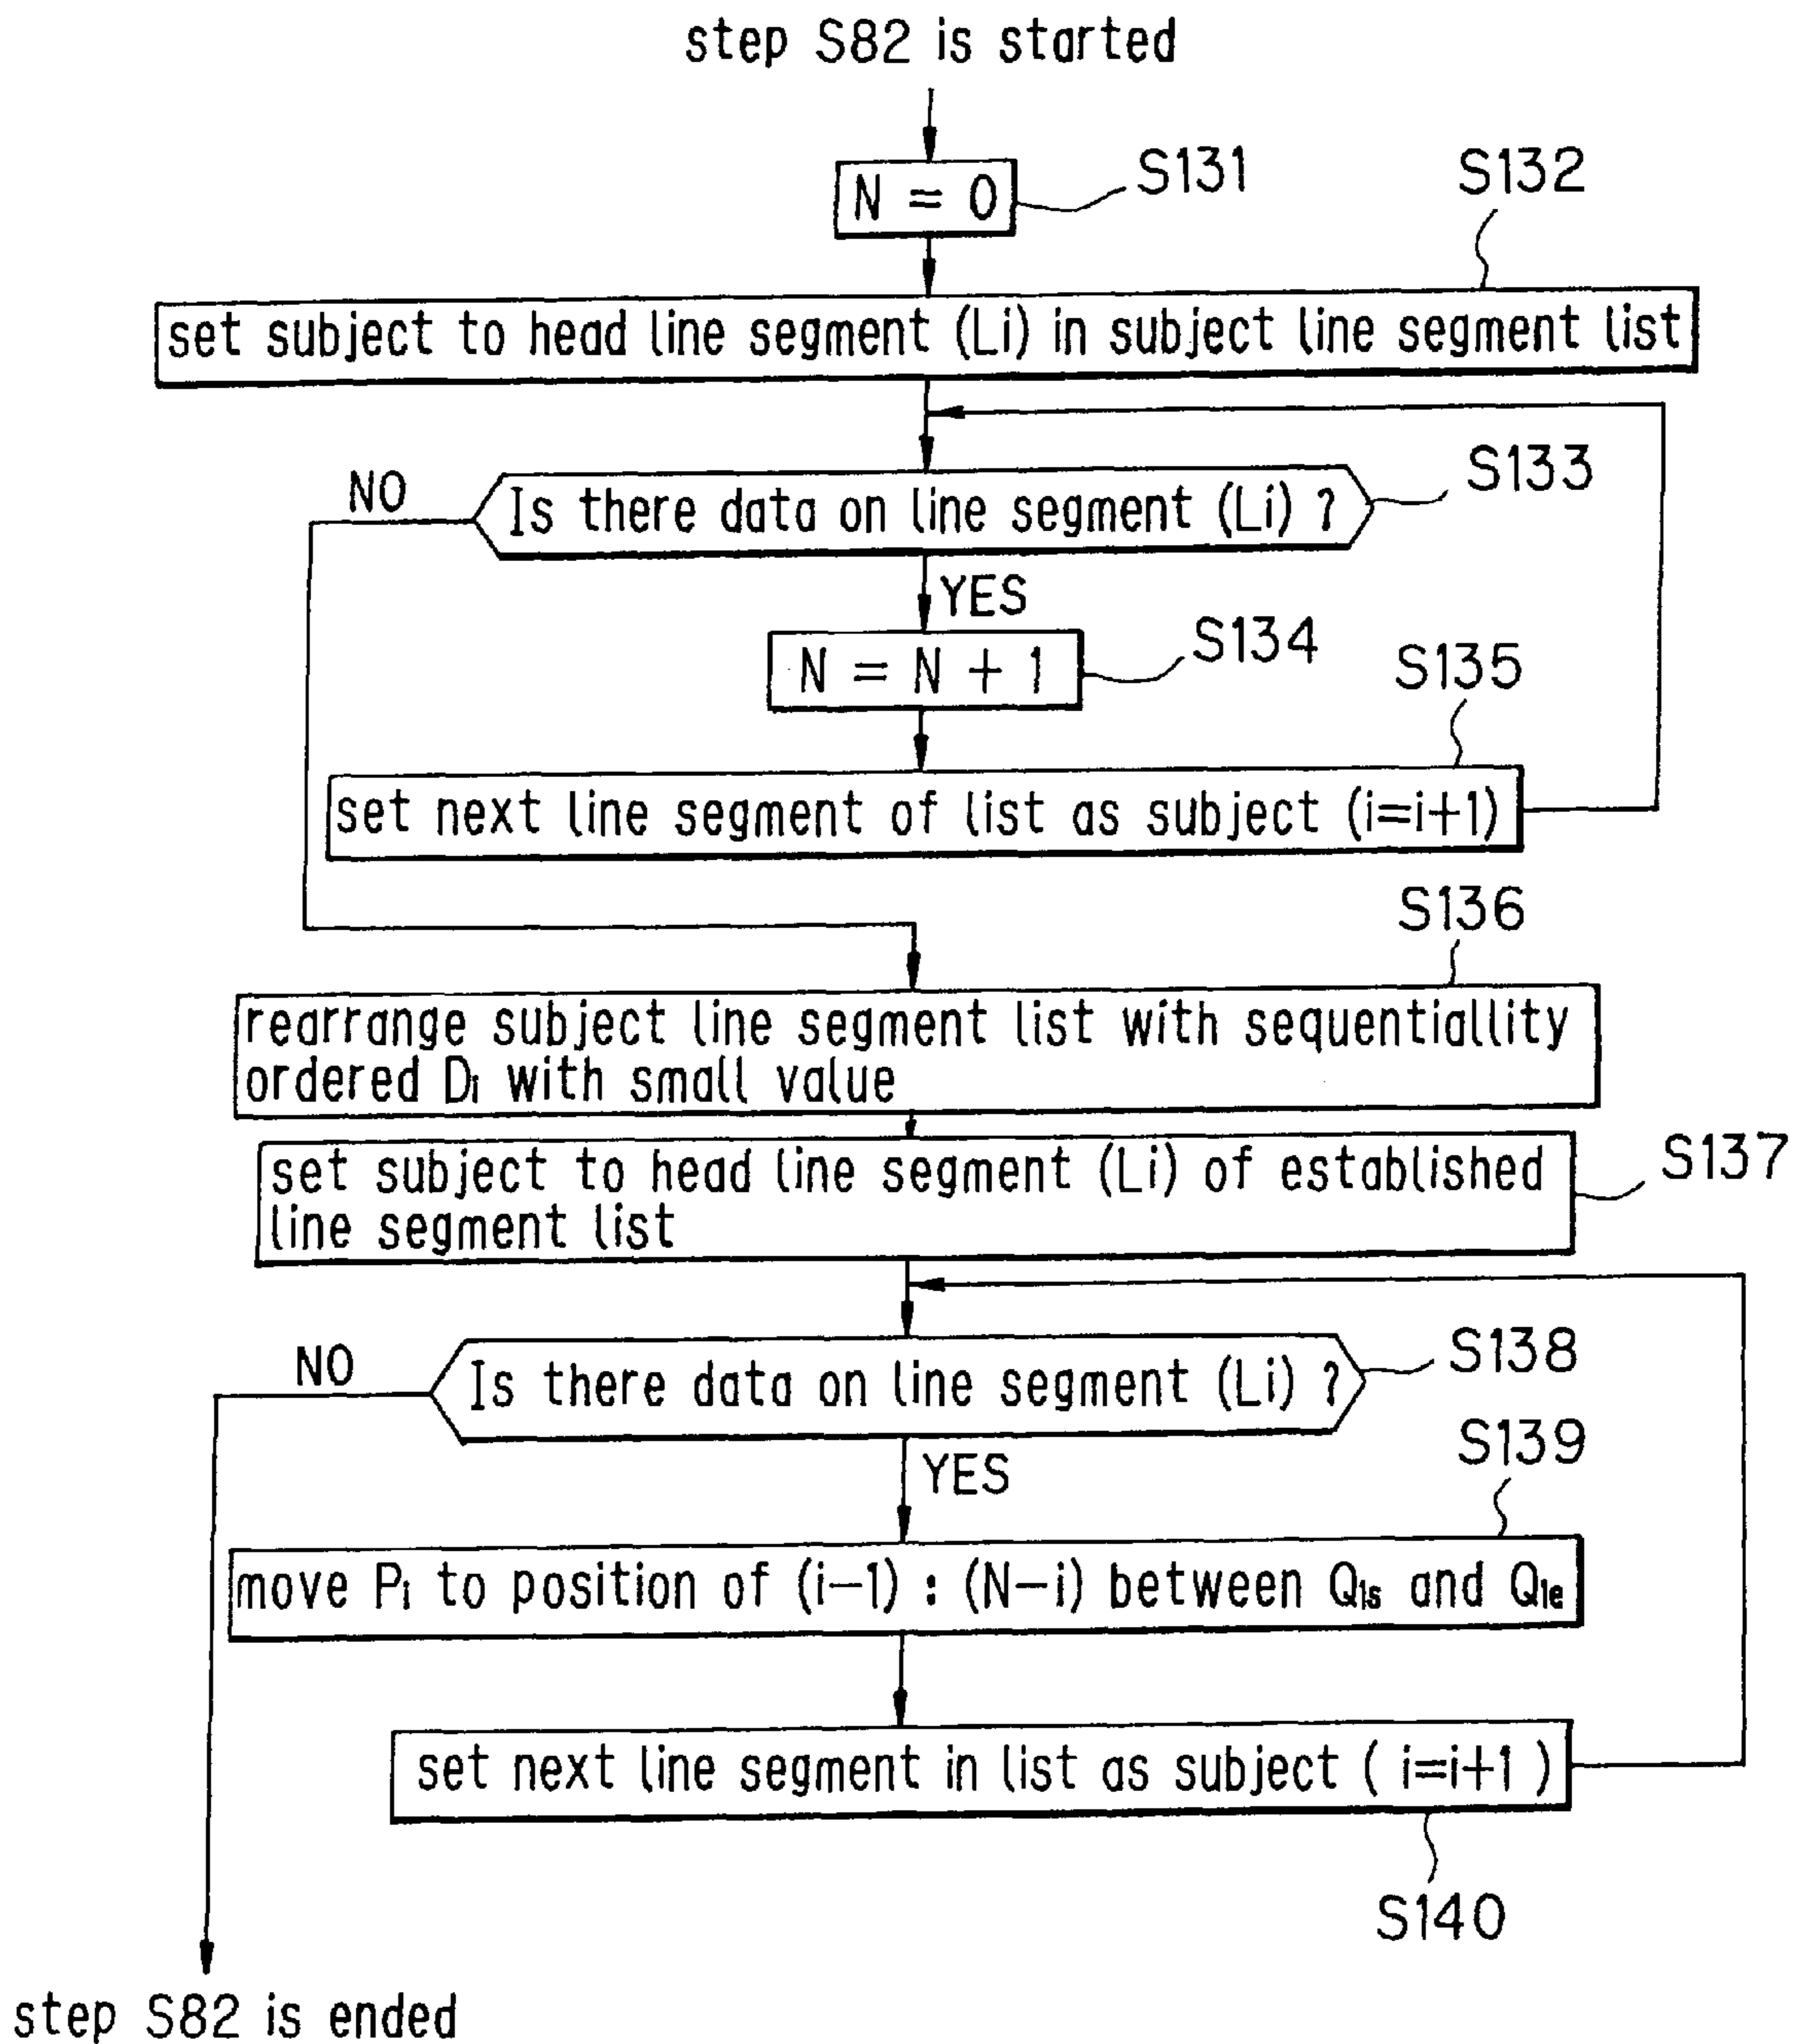 step S82 is started
S131
N = 0
S132
set subject to head line segment (Li) in subject line segment list
S133
NO
Is there data on line segment (Li) ?
YES
S134
N = N + 1
S135
set next line segment of list as subject (i=i+1)
S136
rearrange subject line segment list with sequentiallity
ordered Di with small value
S137
set subject to head line segment (Li) of established
line segment list
S138
NO
Is there data on line segment (Li) ?
YES
S139
move Pi to position of (i-1) : (N-i) between Q1s and Q1e
set next line segment in list as subject ( i=i+1 )
S140
step S82 is ended